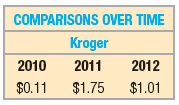 COMPARISONS OVER TIME
Kroger
2010 2011 2012
$0.11 $1.75 $1.01